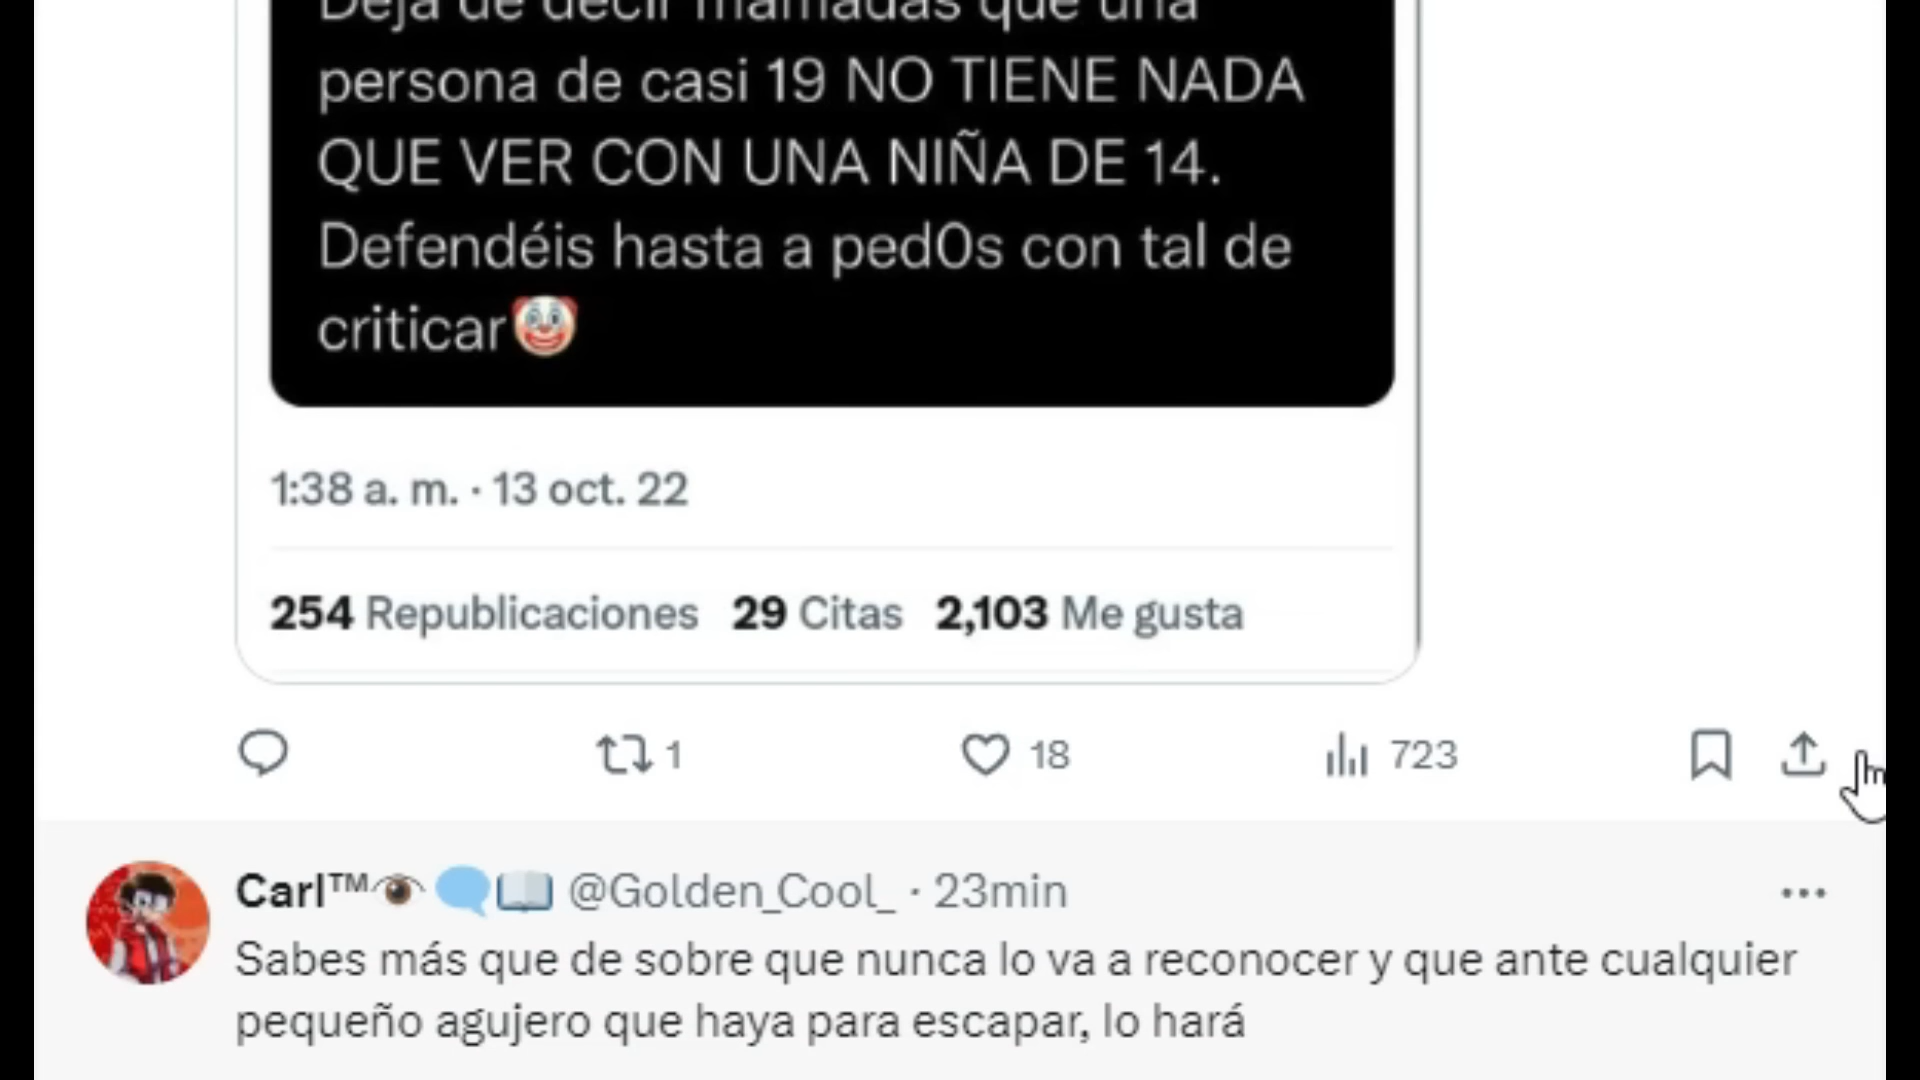 Deja de decir mamadas que una
persona de casi 19 NO TIENE NADA
QUE VER CON UNA NIÑA DE 14.
Defendéis hasta a ped0s con tal de
criticar🤡
1:38 a. m. · 13 oct. 22
254 Republicaciones 29 Citas 2,103 Me gusta
1 18 723
Carl™👁️🗨️📖 @Golden_Cool_ · 23min
Sabes más que de sobre que nunca lo va a reconocer y que ante cualquier
pequeño agujero que haya para escapar, lo hará